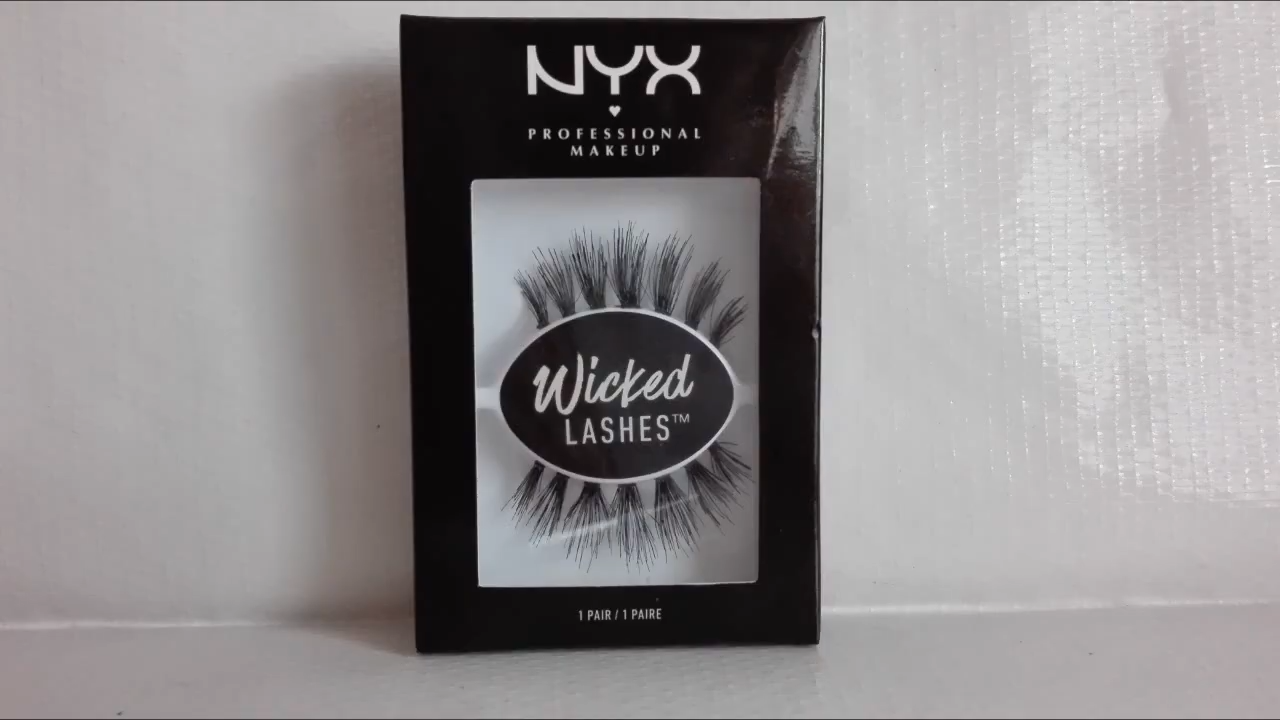 NYX
PROFESSIONAL
MAKEUP
Wicked
LASHES™
1 PAIR / 1 PAIRE